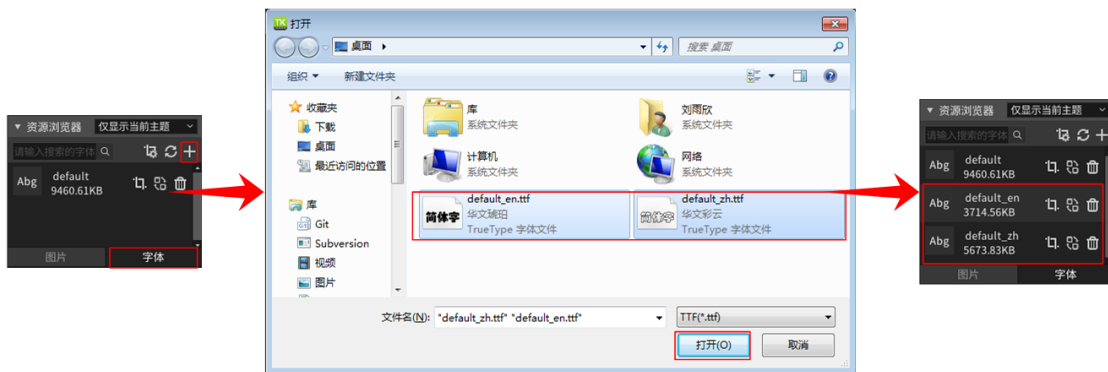 资源浏览器 仅显示当前主题
请输入搜索的字体
Abg default
9460.61KB
图片 字体
TK 打开
桌面
搜索 桌面
组织 新建文件夹
收藏夹
下载
桌面
最近访问的位置
库
Git
Subversion
视频
图片
库
系统文件夹
刘雨欣
系统文件夹
计算机
系统文件夹
网络
系统文件夹
简体字
default_en.ttf
华文琥珀
TrueType 字体文件
简体字
default_zh.ttf
华文彩云
TrueType 字体文件
文件名(N): "default_zh.ttf" "default_en.ttf"
TTF(*.ttf)
打开(O) 取消
资源浏览器 仅显示当前主题
请输入搜索的字体
Abg default
9460.61KB
Abg default_en
3714.56KB
Abg default_zh
5673.83KB
图片 字体